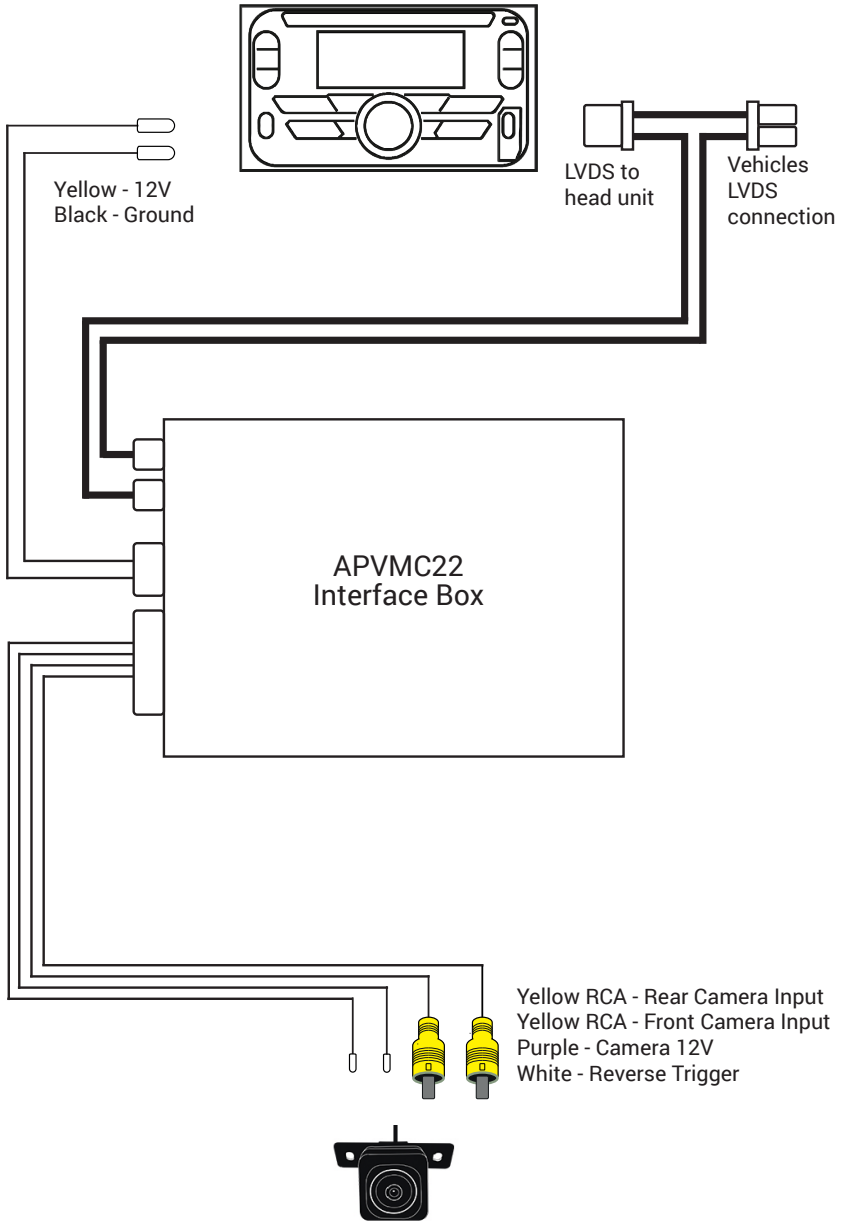 Yellow - 12V
Black - Ground
LVDS to
head unit
Vehicles
LVDS
connection
APVMC22
Interface Box
Yellow RCA - Rear Camera Input
Yellow RCA - Front Camera Input
Purple - Camera 12V
White - Reverse Trigger